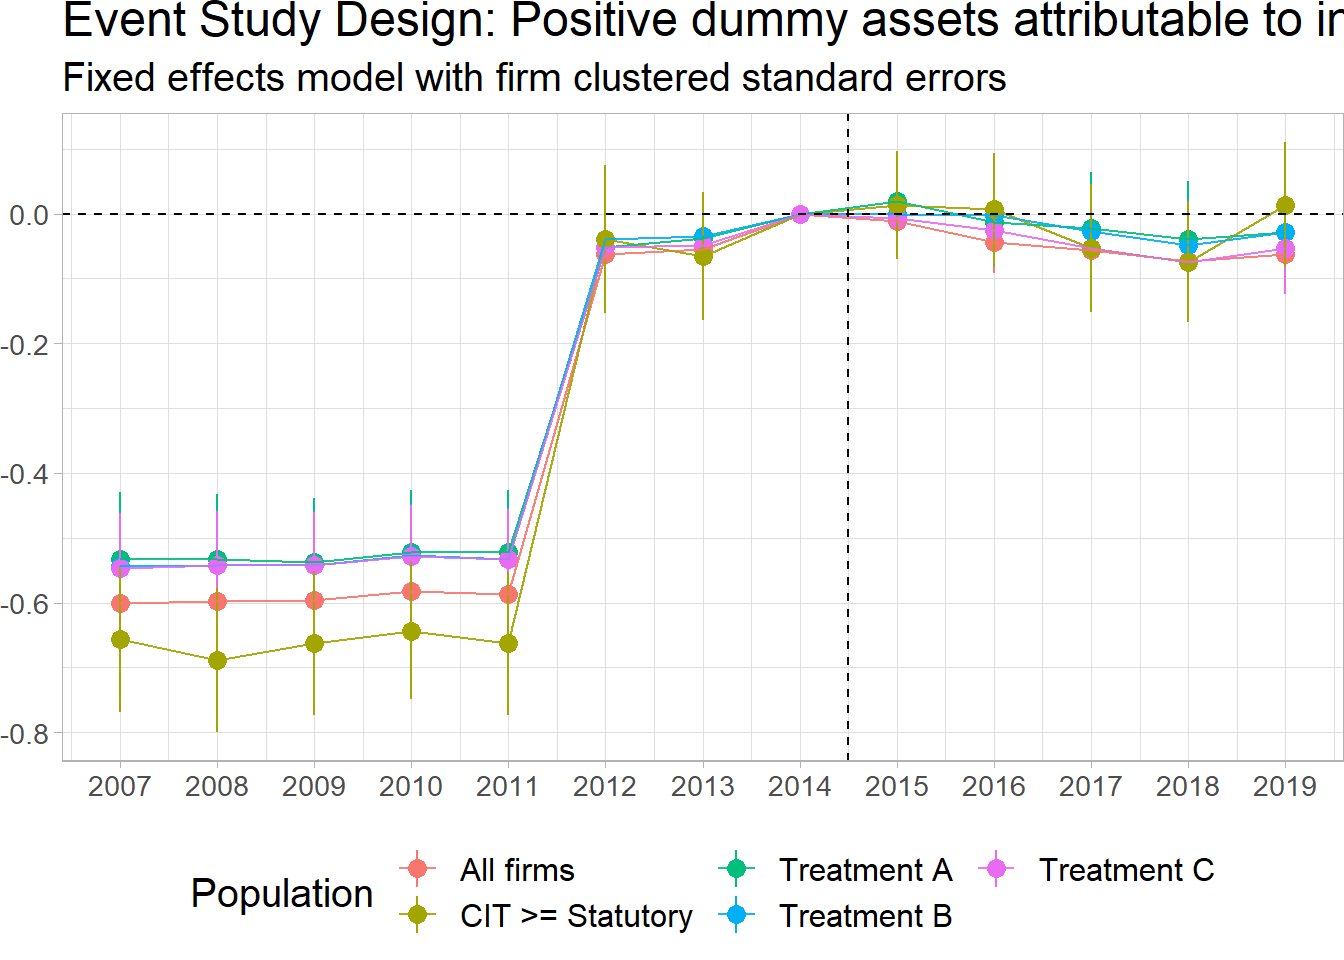 Event Study Design: Positive dummy assets attributable to in
Fixed effects model with firm clustered standard errors
0.0
-0.2
-0.4
-0.6
-0.8
2007 2008 2009 2010 2011 2012 2013 2014 2015 2016 2017 2018 2019
Population
All firms
CIT >= Statutory
Treatment A
Treatment B
Treatment C